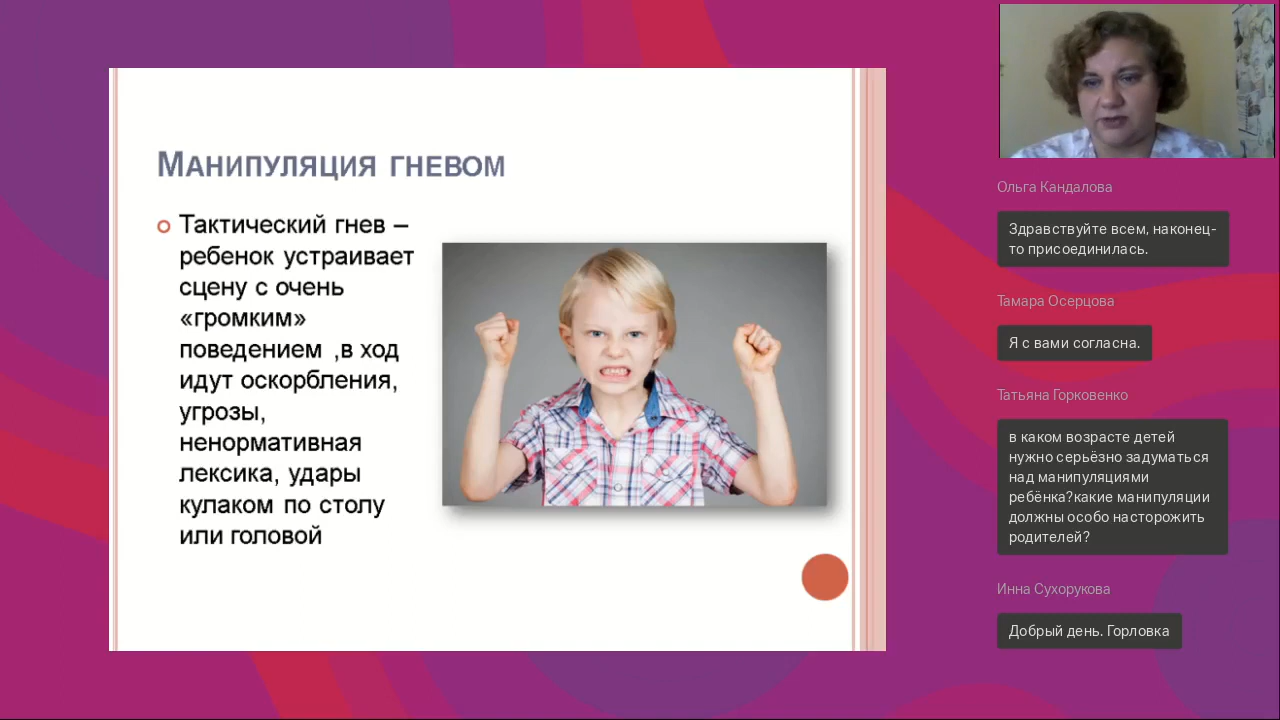 Манипуляция гневом
Тактический гнев –
ребенок устраивает
сцену с очень
«громким»
поведением ,в ход
идут оскорбления,
угрозы,
ненормативная
лексика, удары
кулаком по столу
или головой
Ольга Кандалова
Здравствуйте всем, наконец-
то присоединилась.
Тамара Осерцова
Я с вами согласна.
Татьяна Горковенко
в каком возрасте детей
нужно серьёзно задуматься
над манипуляциями
ребёнка?какие манипуляции
должны особо насторожить
родителей?
Инна Сухорукова
Добрый день. Горловка